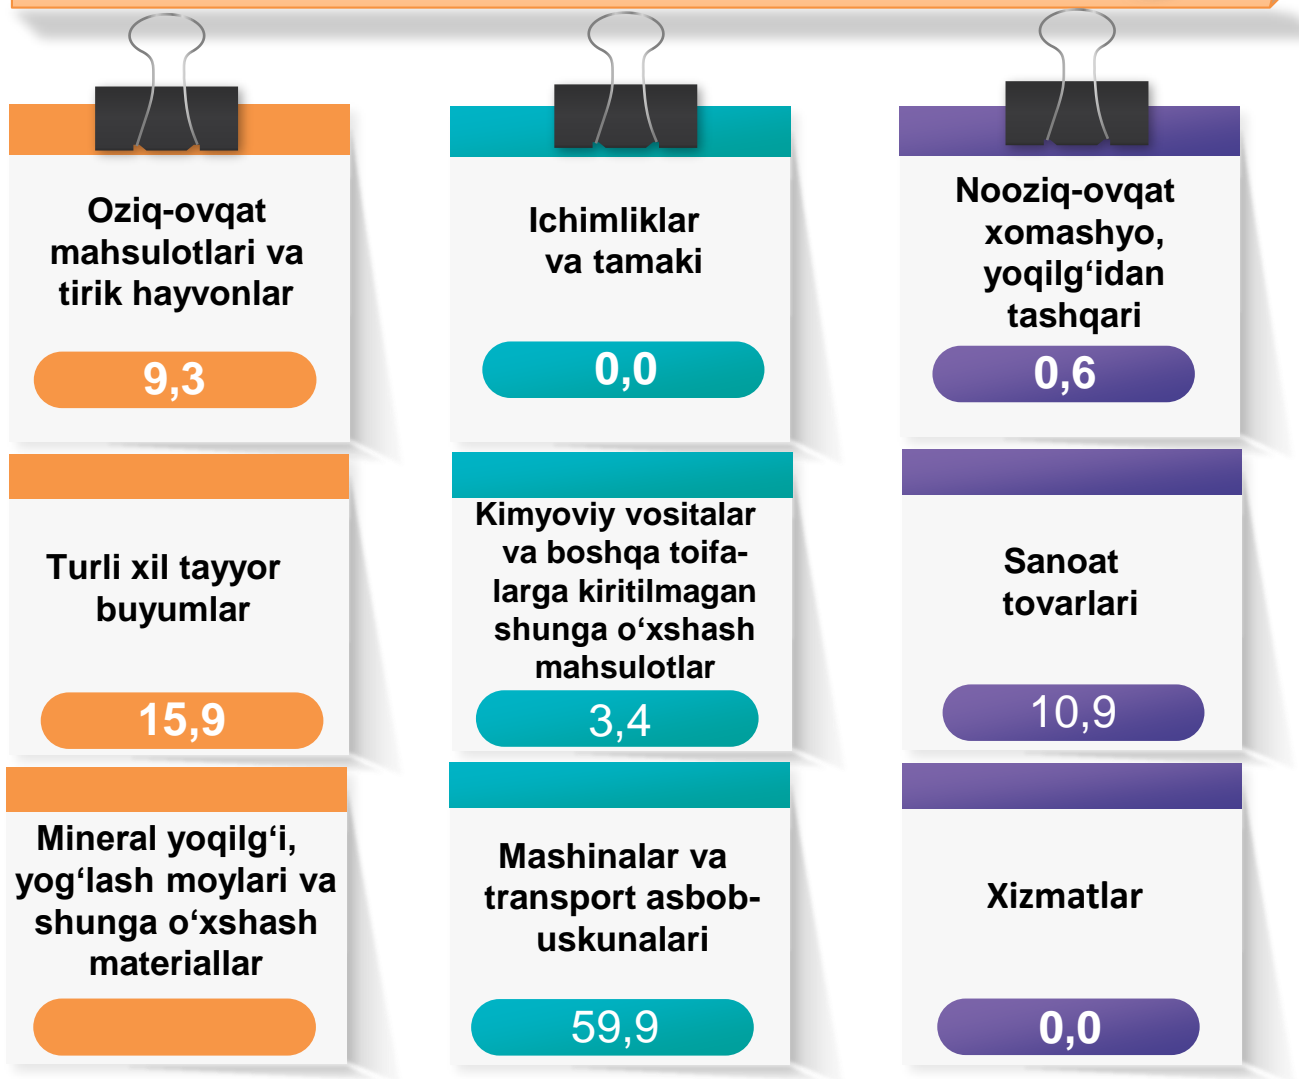 Oziq-ovqat
mahsulotlari va
tirik hayvonlar
9,3
Ichimliklar
va tamaki
0,0
Nooziq-ovqat
xomashyo,
yoqilg‘idan
tashqari
0,6
Turli xil tayyor
buyumlar
15,9
Kimyoviy vositalar
va boshqa toifa-
larga kiritilmagan
shunga o‘xshash
mahsulotlar
3,4
Sanoat
tovarlari
10,9
Mineral yoqilg‘i,
yog‘lash moylari va
shunga o‘xshash
materiallar
Mashinalar va
transport asbob-
uskunalari
59,9
Xizmatlar
0,0